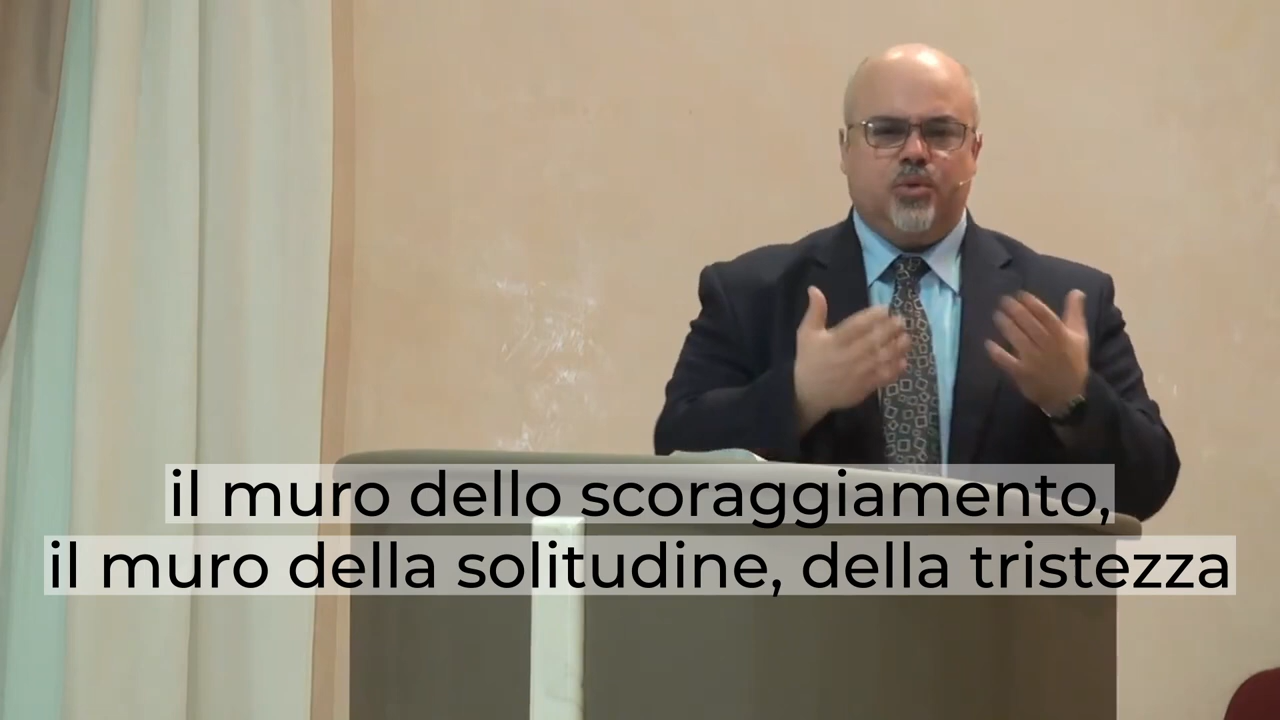 il muro dello scoraggiamento,
il muro della solitudine, della tristezza